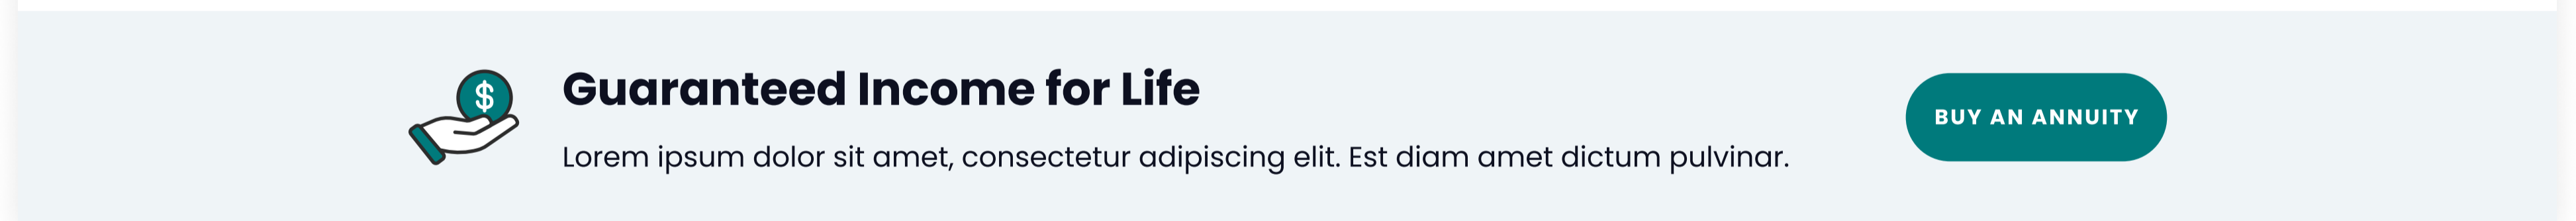 $
Guaranteed Income for Life
Lorem ipsum dolor sit amet, consectetur adipiscing elit. Est diam amet dictum pulvinar.
BUY AN ANNUITY